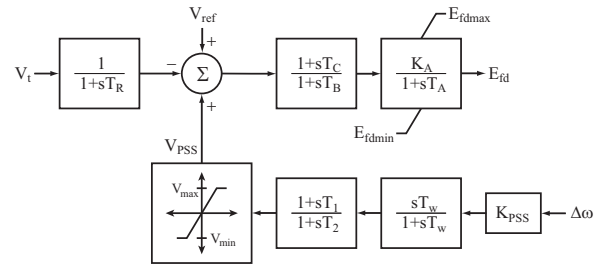 V_ref
E_fdmax
+
V_t
1
1+sT_R
−
Σ
1+sT_C
1+sT_B
K_A
1+sT_A
E_fd
+
E_fdmin
V_PSS
V_max
V_min
1+sT_1
1+sT_2
sT_w
1+sT_w
K_PSS
Δω